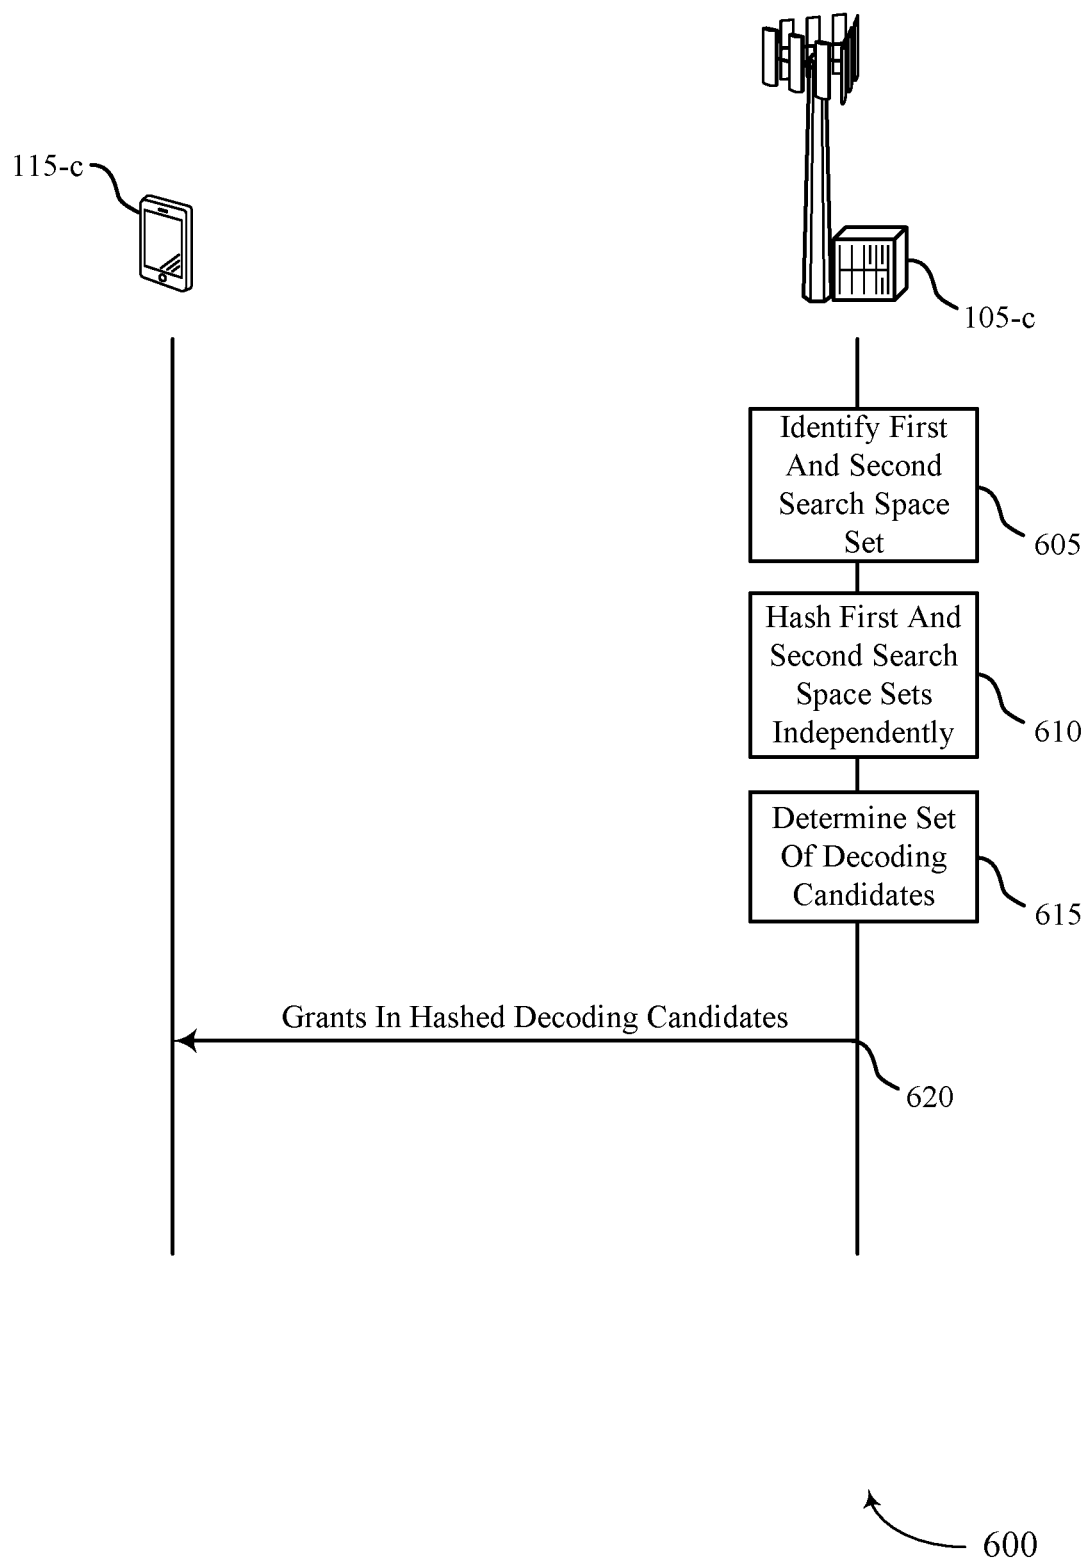 115-c
105-c
Identify First
And Second
Search Space
Set
605
Hash First And
Second Search
Space Sets
Independently
610
Determine Set
Of Decoding
Candidates
615
Grants In Hashed Decoding Candidates
620
600